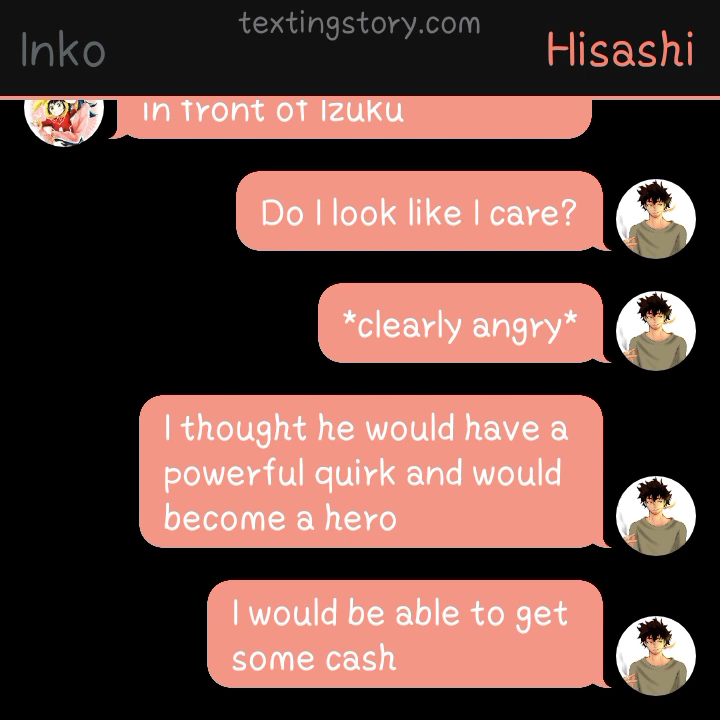 textingstory.com
Inko
Hisashi
in front of Izuku
Do I look like I care?
*clearly angry*
I thought he would have a
powerful quirk and would
become a hero
I would be able to get
some cash